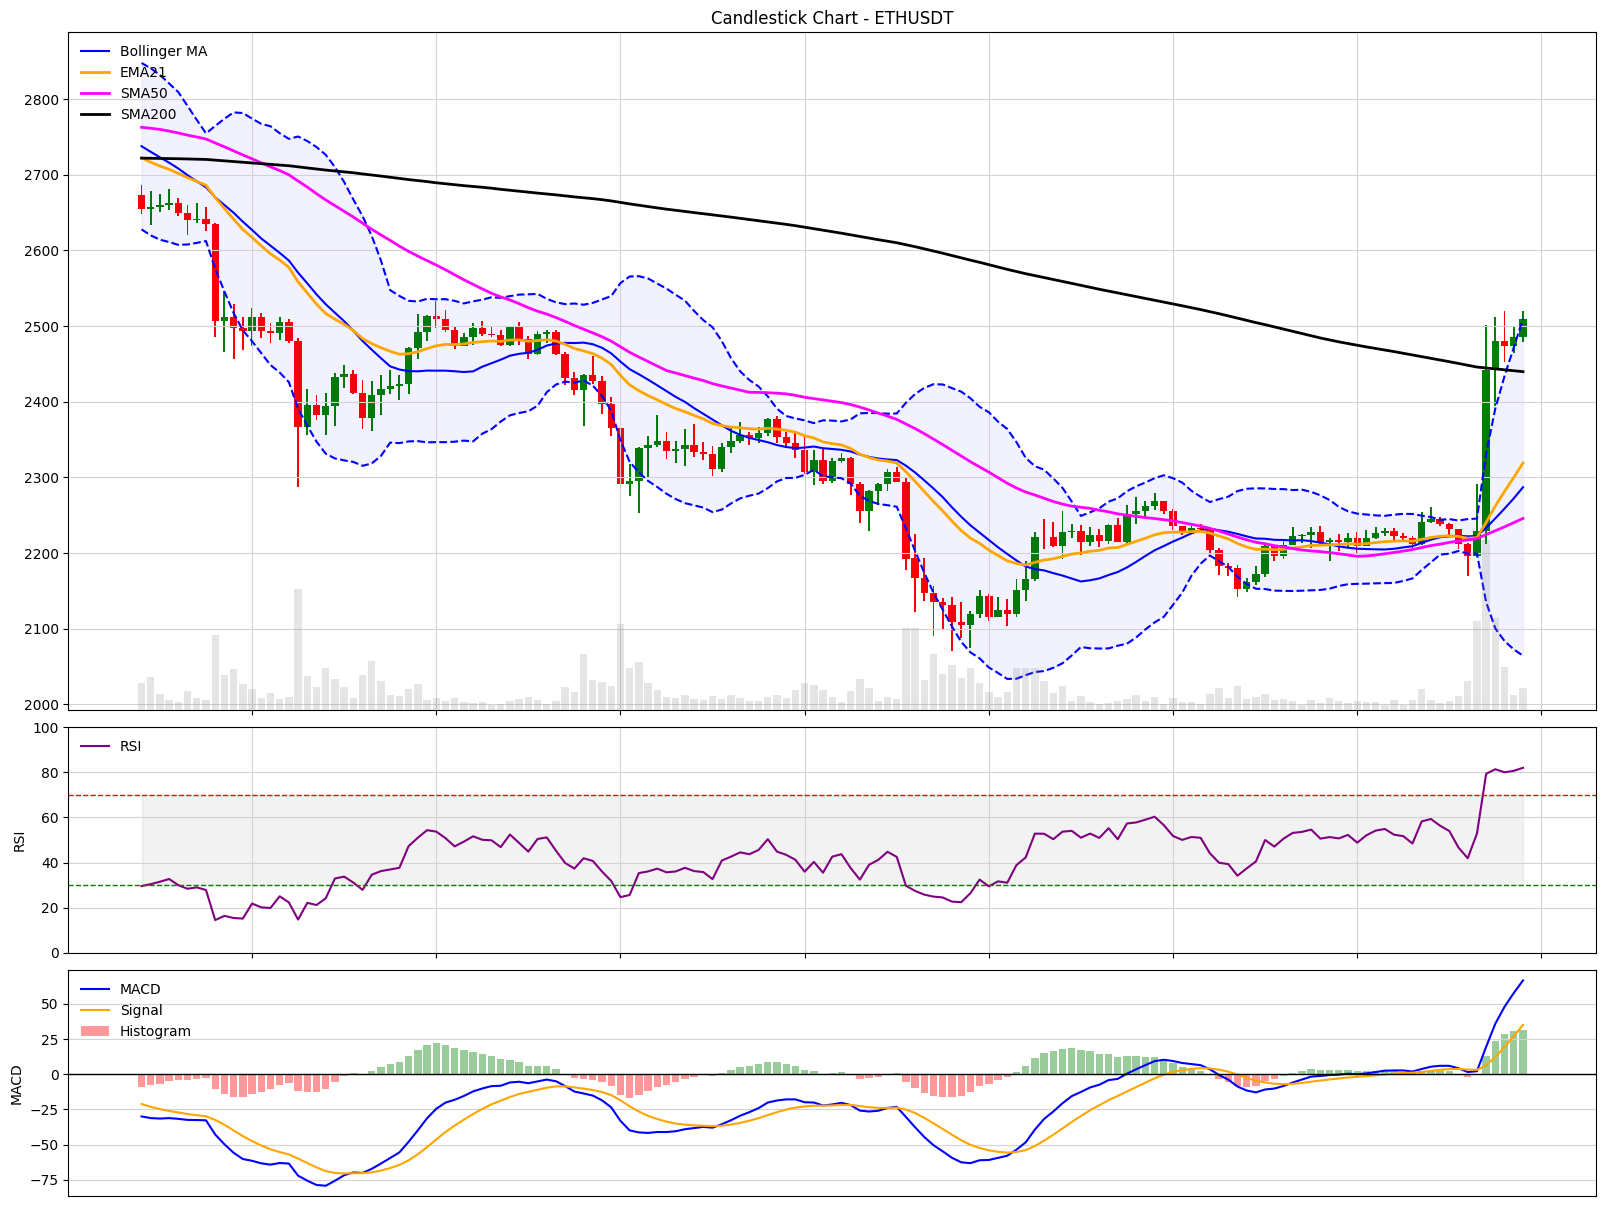 Candlestick Chart - ETHUSDT
Bollinger MA
EMA21
SMA50
SMA200
2800
2700
2600
2500
2400
2300
2200
2100
2000
RSI
100
80
60
40
20
0
RSI
MACD
Signal
Histogram
50
25
0
−25
−50
−75
MACD